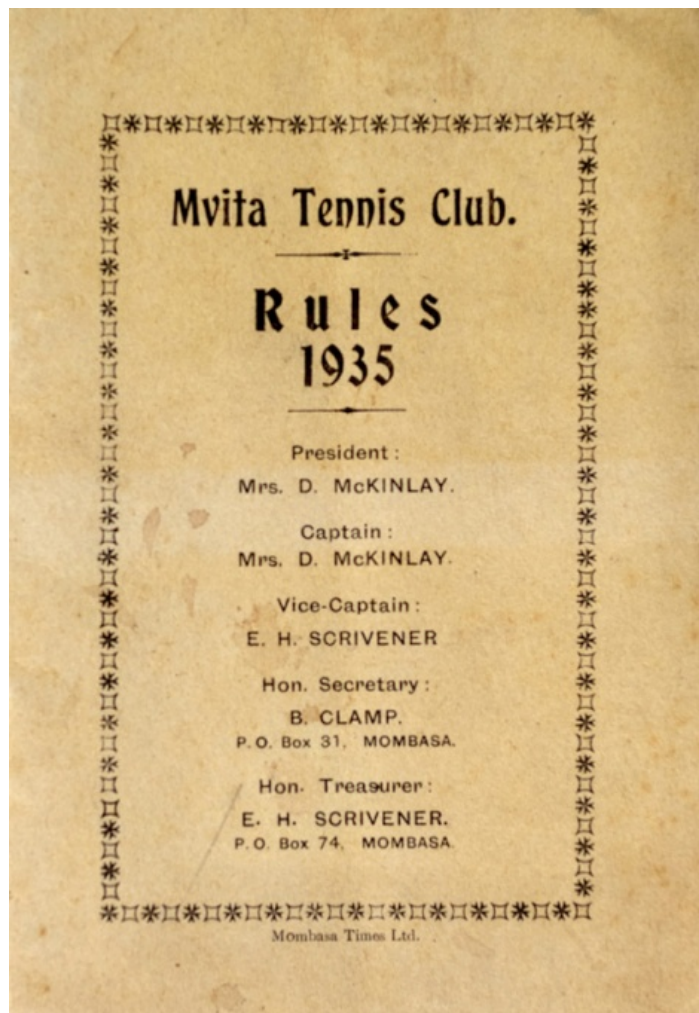 Mvita Tennis Club.
Rules
1935
President :
Mrs. D. McKINLAY.
Captain :
Mrs. D. McKINLAY.
Vice-Captain :
E. H. SCRIVENER
Hon. Secretary :
B. CLAMP.
P. O. Box 31, MOMBASA.
Hon. Treasurer :
E. H. SCRIVENER.
P. O. Box 74, MOMBASA.
Mombasa Times Ltd.